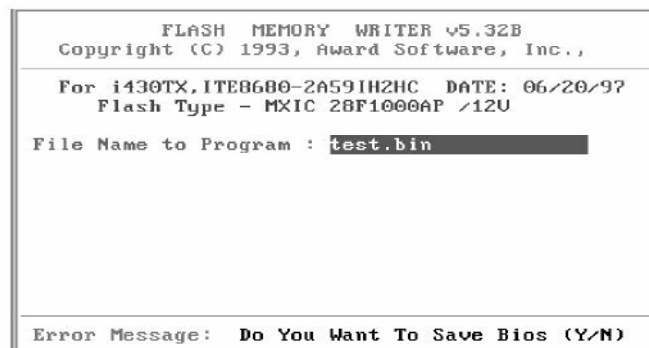 FLASH MEMORY WRITER v5.32B
Copyright (C) 1993, Award Software, Inc.,
For i430TX,ITE8680-2A59IH2HC DATE: 06/20/97
Flash Type - MXIC 28F1000AP /12V
File Name to Program : test.bin
Error Message: Do You Want To Save Bios (Y/N)